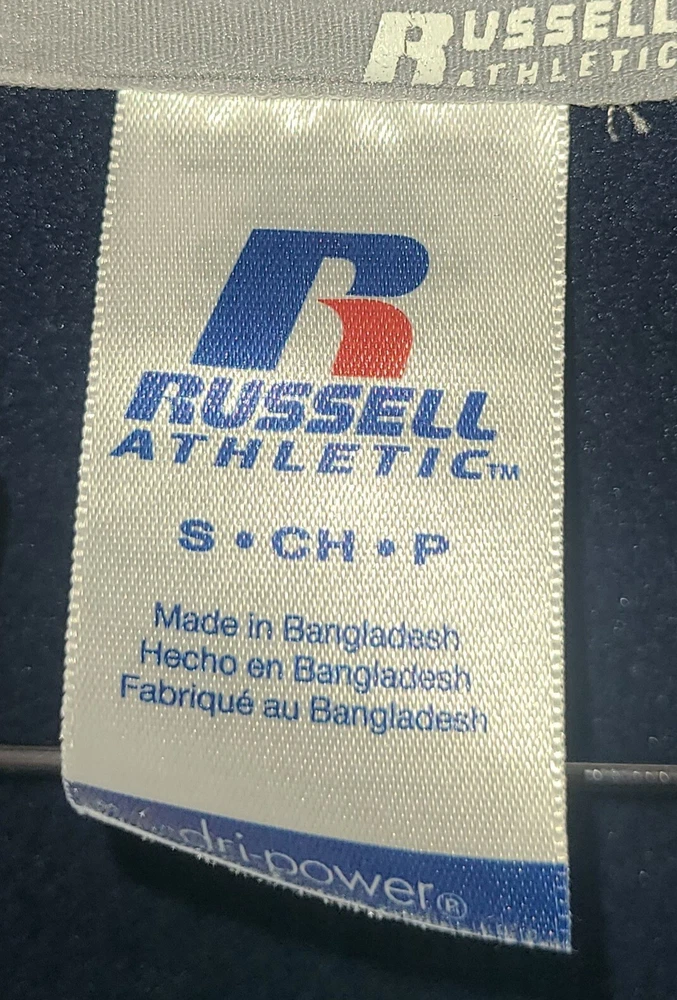 RUSSELL
ATHLETIC
RUSSELL
ATHLETIC™
S • CH • P
Made in Bangladesh
Hecho en Bangladesh
Fabriqué au Bangladesh
dri-power®